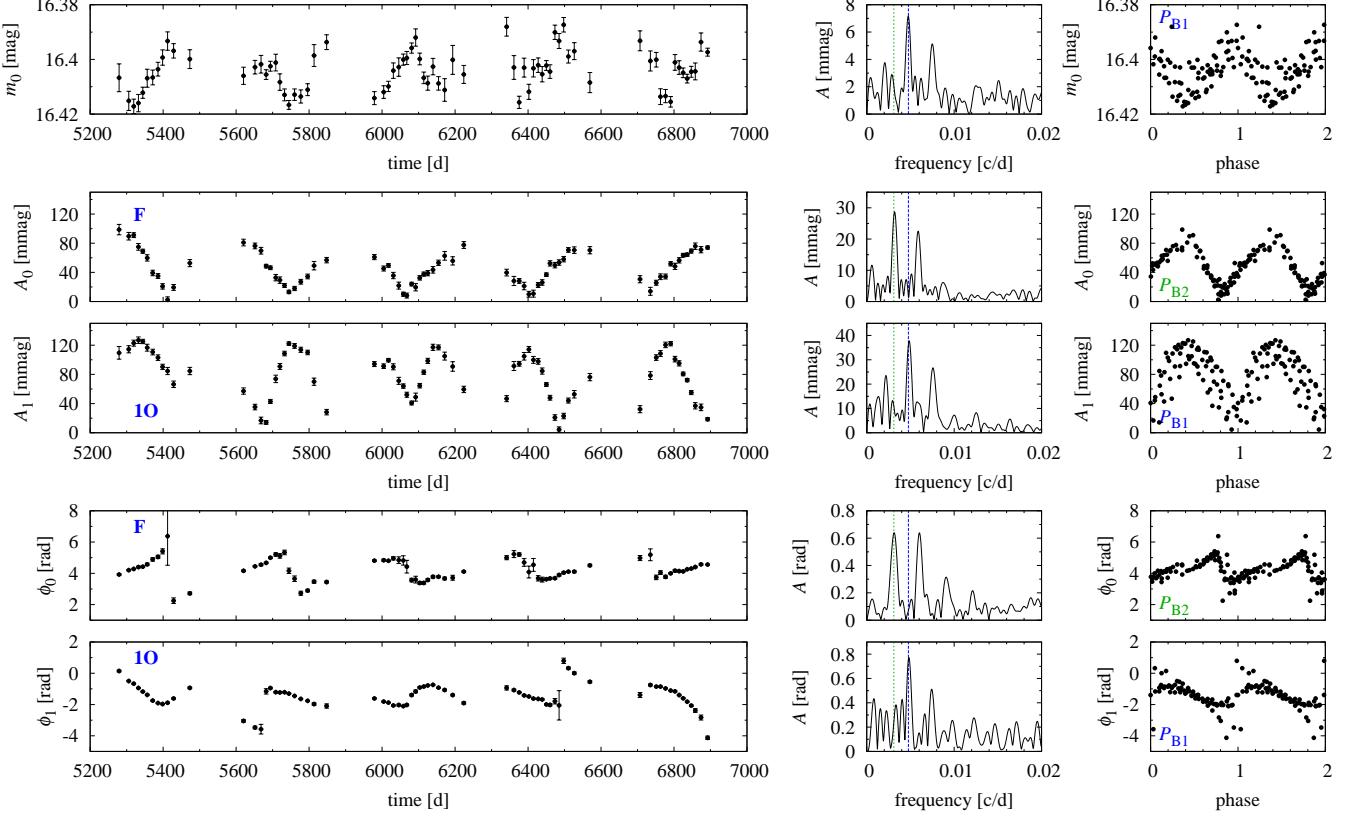 16.38
16.4
16.42
m0 [mag]
5200 5400 5600 5800 6000 6200 6400 6600 6800 7000
time [d]
8
6
4
2
0
A [mmag]
0 0.01 0.02
frequency [c/d]
16.38
16.4
16.42
m0 [mag]
PB1
0 1 2
phase
120
80
40
0
A0 [mmag]
F
30
20
10
0
A [mmag]
120
80
40
0
A0 [mmag]
PB2
120
80
40
0
A1 [mmag]
1O
5200 5400 5600 5800 6000 6200 6400 6600 6800 7000
time [d]
40
30
20
10
0
A [mmag]
0 0.01 0.02
frequency [c/d]
120
80
40
0
A1 [mmag]
PB1
0 1 2
phase
8
6
4
2
ϕ0 [rad]
F
0.8
0.6
0.4
0.2
0
A [rad]
8
6
4
2
ϕ0 [rad]
PB2
2
0
-2
-4
ϕ1 [rad]
1O
5200 5400 5600 5800 6000 6200 6400 6600 6800 7000
time [d]
0.8
0.6
0.4
0.2
0
A [rad]
0 0.01 0.02
frequency [c/d]
2
0
-2
-4
ϕ1 [rad]
PB1
0 1 2
phase